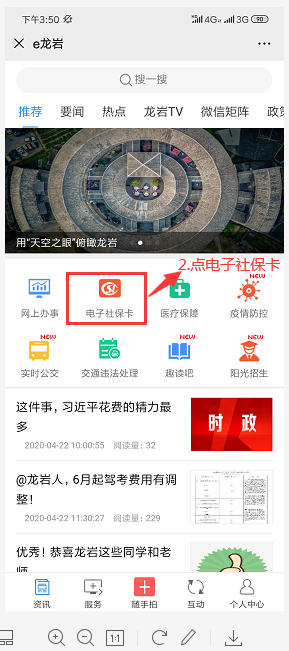 下午3:50
4G 3G 90
e龙岩
搜一搜
推荐 要闻 热点 龙岩TV 微信矩阵
用“天空之眼”俯瞰龙岩
2.点电子社保卡
网上办事 电子社保卡 医疗保障 疫情防控
NEW
NEW NEW NEW
实时公交 交通违法处理 趣读吧 阳光招生
这件事，习近平花费的精力最
多
时政
2020-04-22 10:00:55 阅读量: 32
@龙岩人，6月起驾考费用有调
整！
2020-04-22 11:30:27 阅读量: 229
优秀！恭喜龙岩这些同学和老
师
资讯 服务 随手拍 互动 个人中心
1:1